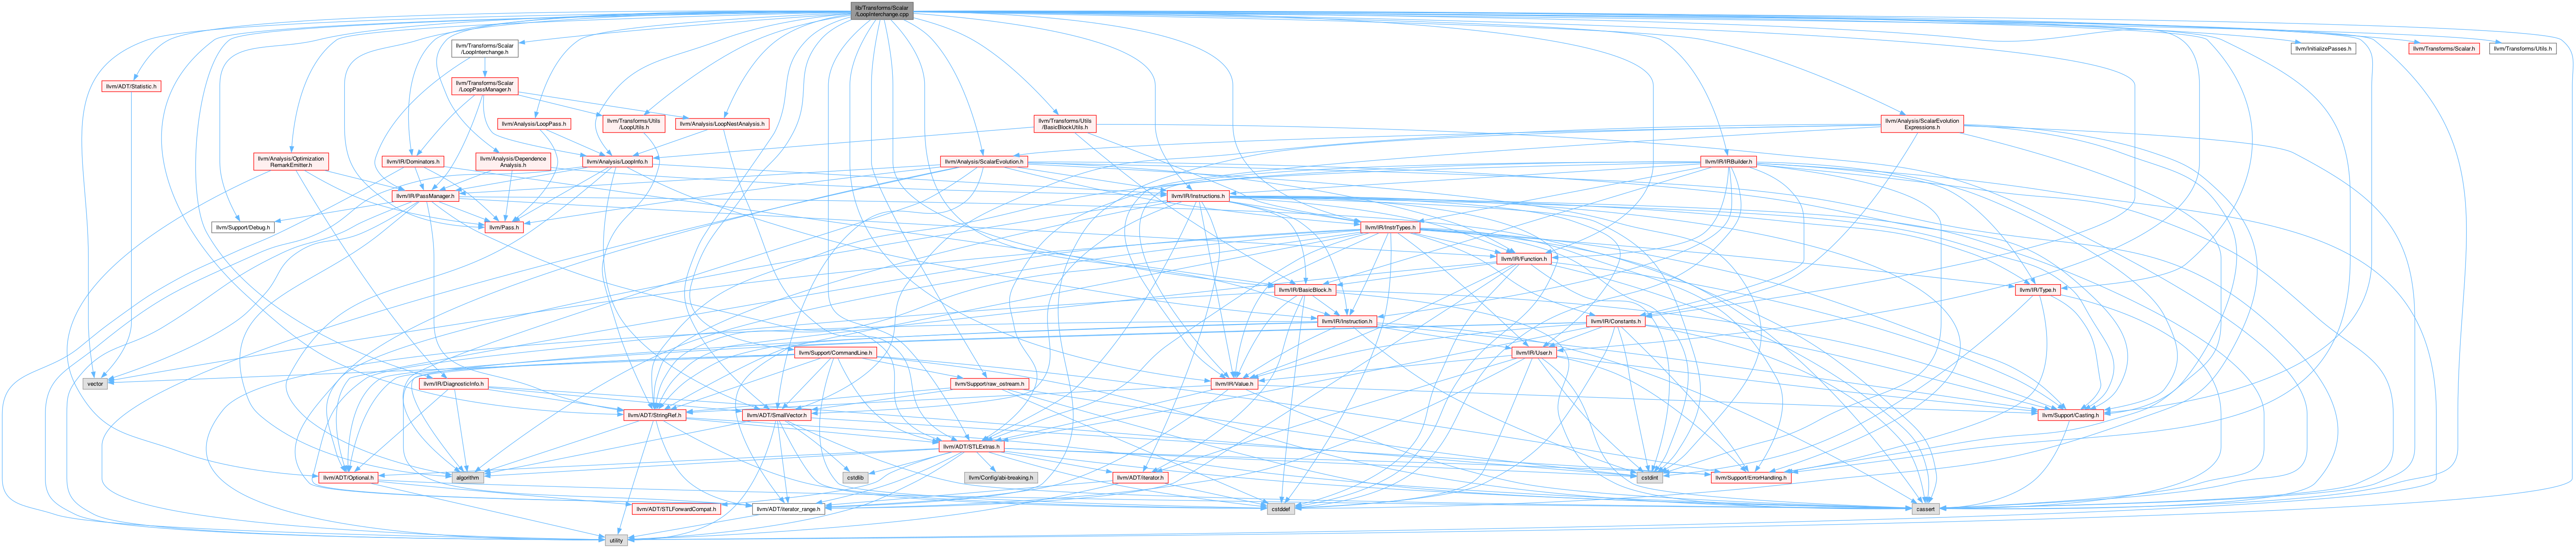 lib/Transforms/Scalar
/LoopInterchange.cpp
llvm/Transforms/Scalar
/LoopInterchange.h
llvm/InitializePasses.h
llvm/Transforms/Scalar.h
llvm/Transforms/Utils.h
llvm/ADT/Statistic.h
llvm/Transforms/Scalar
/LoopPassManager.h
llvm/Analysis/LoopPass.h
llvm/Transforms/Utils
/LoopUtils.h
llvm/Analysis/LoopNestAnalysis.h
llvm/Transforms/Utils
/BasicBlockUtils.h
llvm/Analysis/ScalarEvolution
Expressions.h
llvm/Analysis/Optimization
RemarkEmitter.h
llvm/IR/Dominators.h
llvm/Analysis/Dependence
Analysis.h
llvm/Analysis/LoopInfo.h
llvm/Analysis/ScalarEvolution.h
llvm/IR/IRBuilder.h
llvm/IR/PassManager.h
llvm/IR/Instructions.h
llvm/Support/Debug.h
llvm/Pass.h
llvm/IR/InstrTypes.h
llvm/IR/Function.h
llvm/IR/BasicBlock.h
llvm/IR/Type.h
llvm/IR/Instruction.h
llvm/IR/Constants.h
llvm/Support/CommandLine.h
llvm/IR/User.h
vector
llvm/IR/DiagnosticInfo.h
llvm/Support/raw_ostream.h
llvm/IR/Value.h
llvm/ADT/StringRef.h
llvm/ADT/SmallVector.h
llvm/Support/Casting.h
llvm/ADT/STLExtras.h
llvm/ADT/Optional.h
algorithm
cstdlib
llvm/Config/abi-breaking.h
llvm/ADT/iterator.h
cstdint
llvm/Support/ErrorHandling.h
llvm/ADT/STLForwardCompat.h
llvm/ADT/iterator_range.h
cstddef
cassert
utility